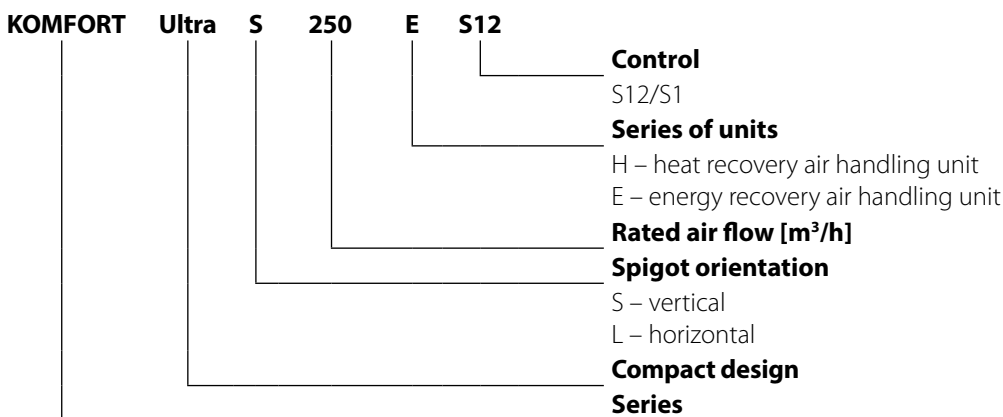 KOMFORT Ultra S 250 E S12
Control
S12/S1
Series of units
H – heat recovery air handling unit
E – energy recovery air handling unit
Rated air flow [m³/h]
Spigot orientation
S – vertical
L – horizontal
Compact design
Series